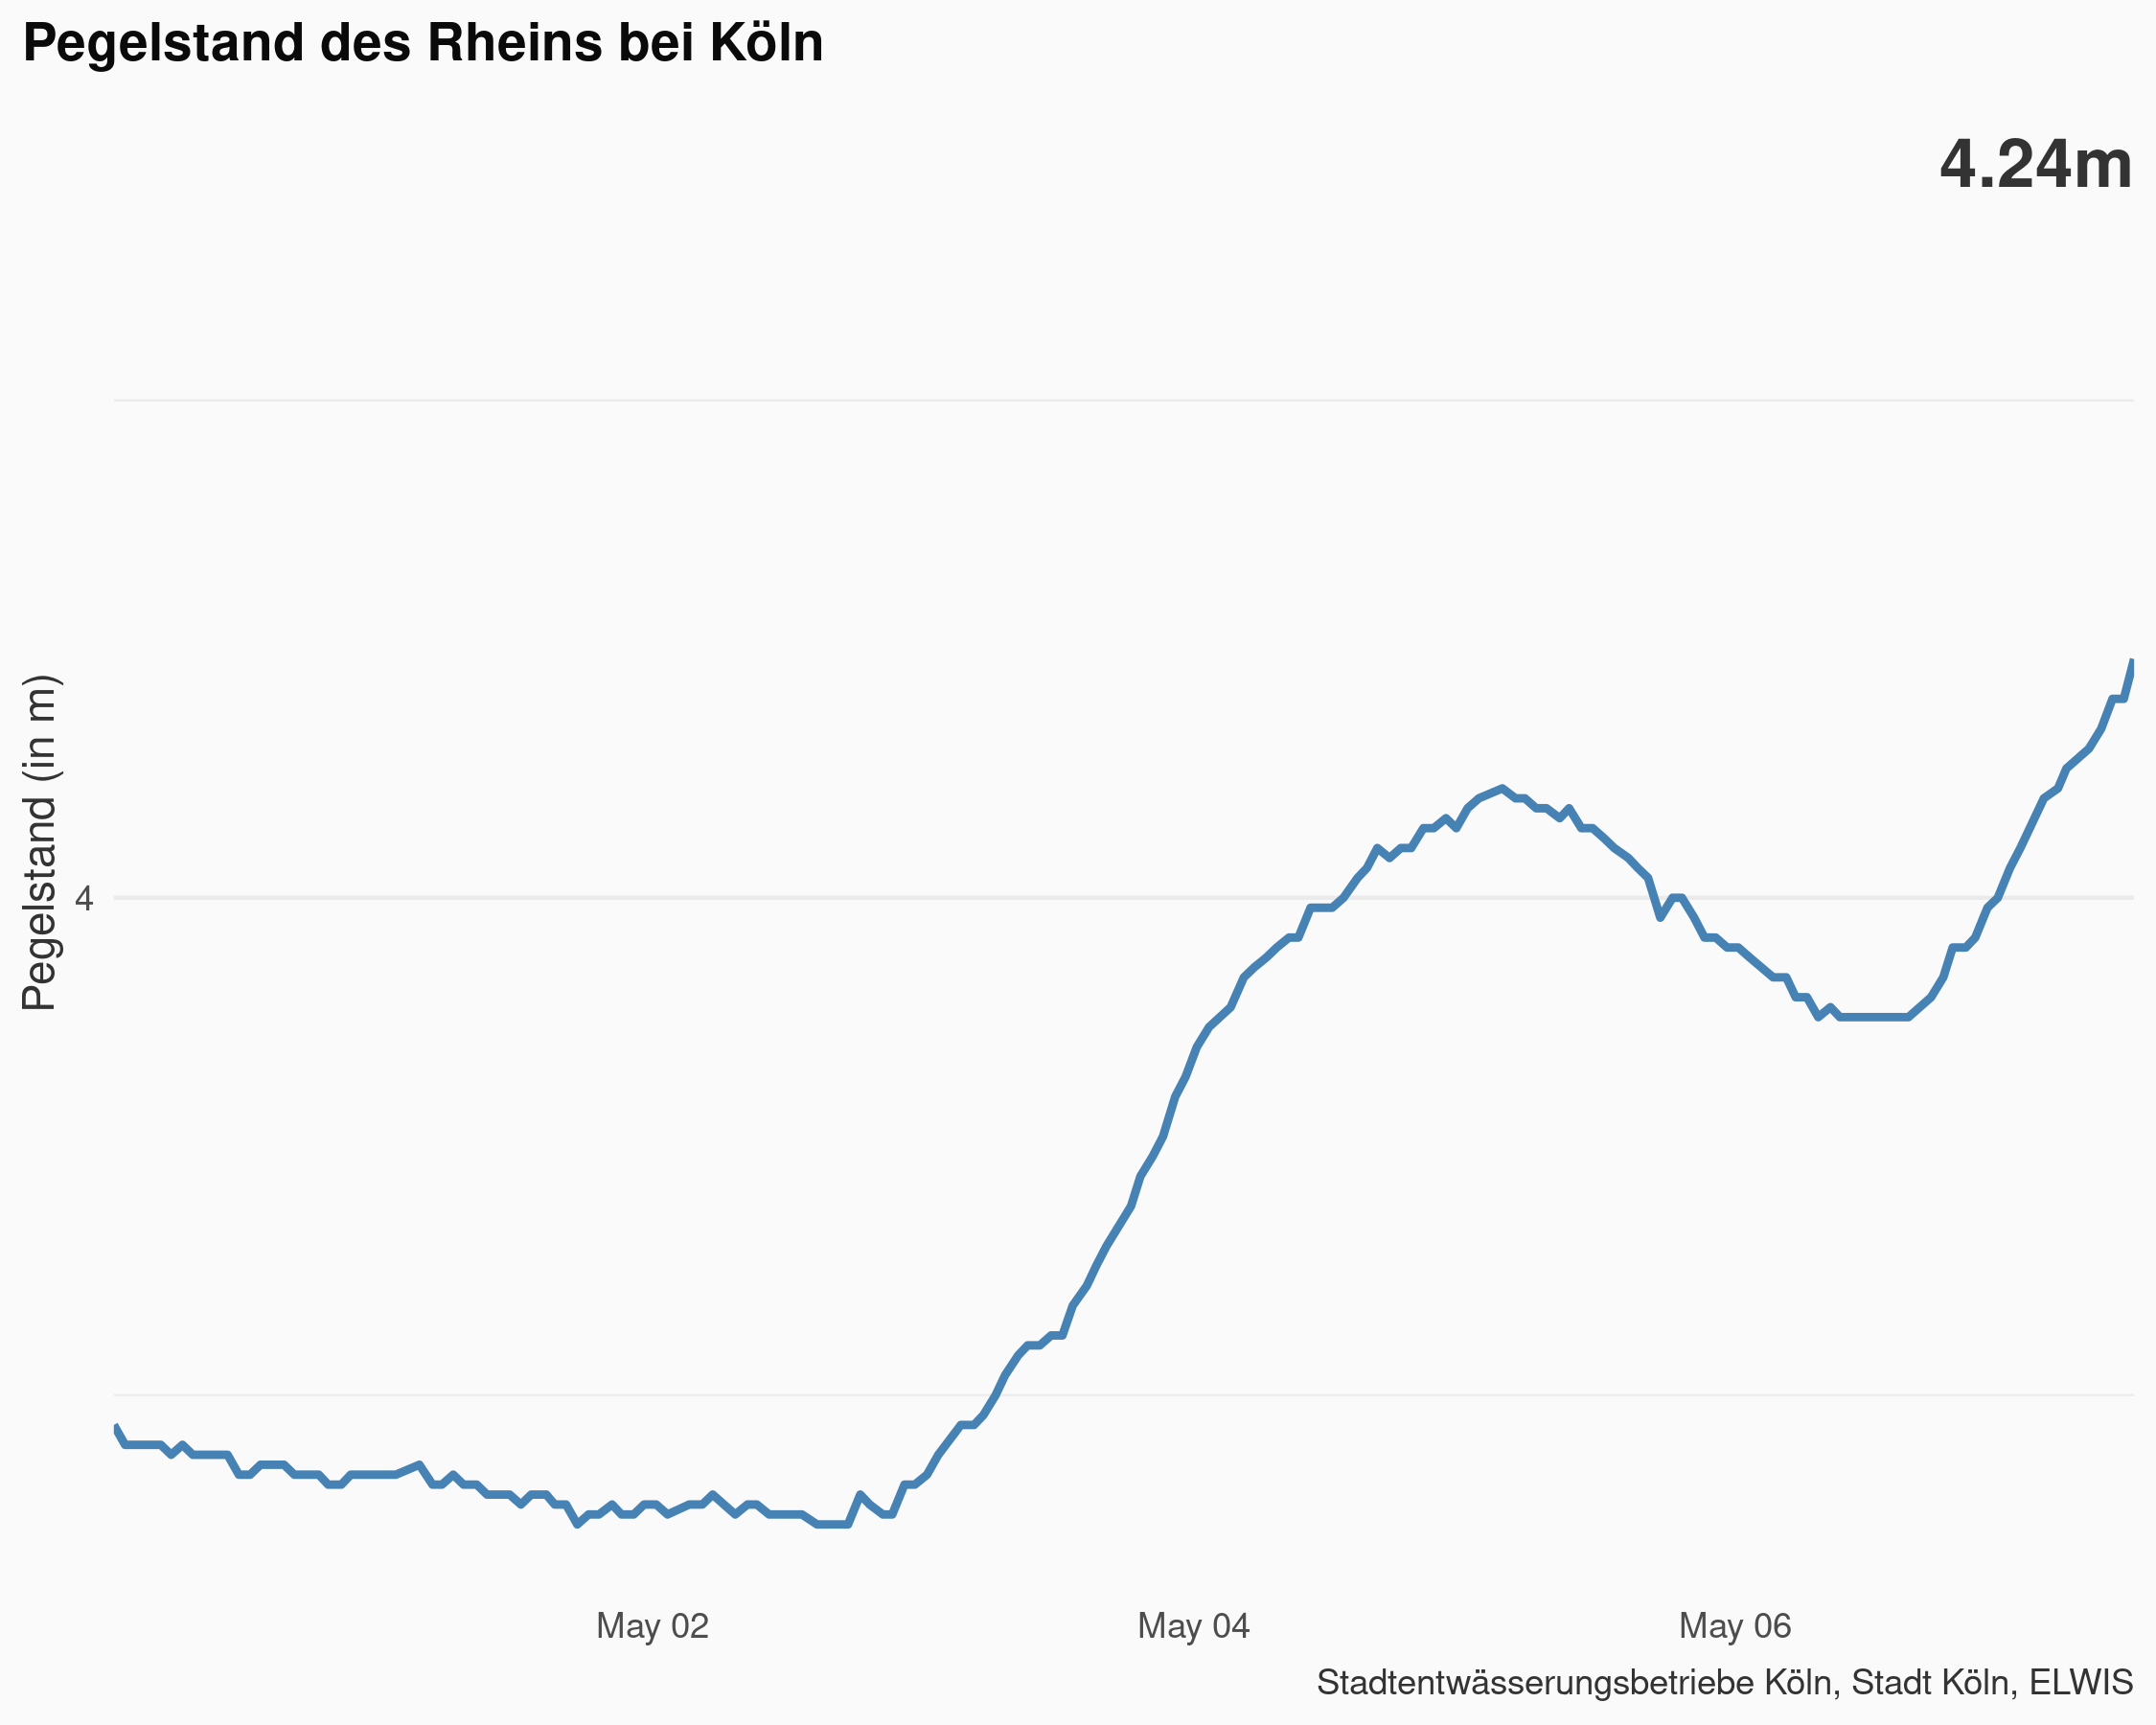 Pegelstand des Rheins bei Köln
4.24m
Pegelstand (in m)
4
May 02
May 04
May 06
Stadtentwässerungsbetriebe Köln, Stadt Köln, ELWIS